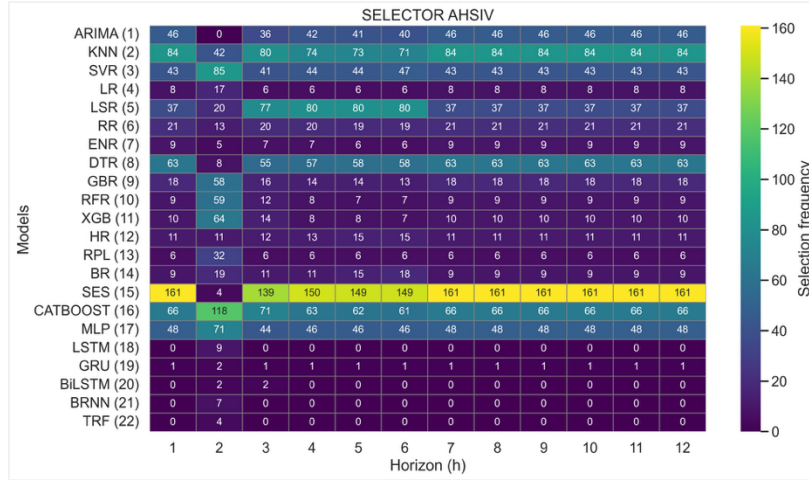 SELECTOR AHSIV
ARIMA (1) 46 0 36 42 41 40 46 46 46 46 46 46
KNN (2) 84 42 80 74 73 71 84 84 84 84 84 84
SVR (3) 43 85 41 44 44 47 43 43 43 43 43 43
LR (4) 8 17 6 6 6 6 8 8 8 8 8 8
LSR (5) 37 20 77 80 80 80 37 37 37 37 37 37
RR (6) 21 13 20 20 19 19 21 21 21 21 21 21
ENR (7) 9 5 7 7 6 6 9 9 9 9 9 9
DTR (8) 63 8 55 57 58 58 63 63 63 63 63 63
GBR (9) 18 58 16 14 14 13 18 18 18 18 18 18
RFR (10) 9 59 12 8 7 7 9 9 9 9 9 9
XGB (11) 10 64 14 8 8 7 10 10 10 10 10 10
HR (12) 11 11 12 13 15 15 11 11 11 11 11 11
RPL (13) 6 32 6 6 6 6 6 6 6 6 6 6
BR (14) 9 19 11 11 15 18 9 9 9 9 9 9
SES (15) 161 4 139 150 149 149 161 161 161 161 161 161
CATBOOST (16) 66 118 71 63 62 61 66 66 66 66 66 66
MLP (17) 48 71 44 46 46 46 48 48 48 48 48 48
LSTM (18) 0 9 0 0 0 0 0 0 0 0 0 0
GRU (19) 1 2 1 1 1 1 1 1 1 1 1 1
BiLSTM (20) 0 2 2 0 0 0 0 0 0 0 0 0
BRNN (21) 0 7 0 0 0 0 0 0 0 0 0 0
TRF (22) 0 4 0 0 0 0 0 0 0 0 0 0
1 2 3 4 5 6 7 8 9 10 11 12
Horizon (h)
Models
160
140
120
100
80
60
40
20
0
Selection frequency